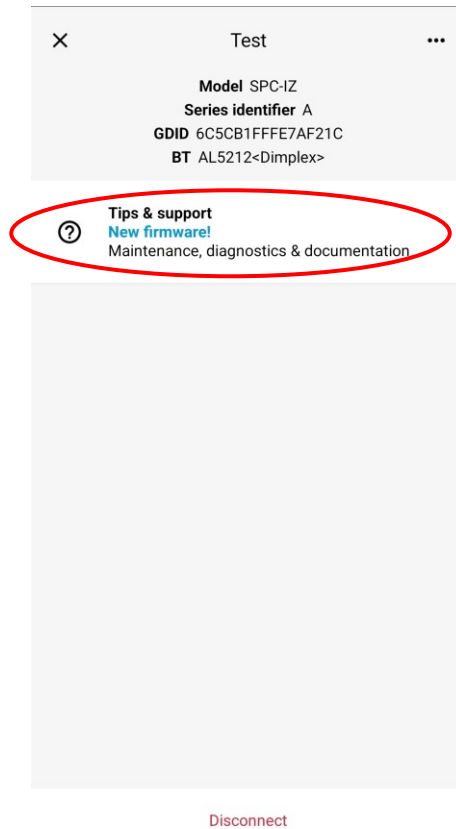 Test
Model SPC-IZ
Series identifier A
GDID 6C5CB1FFFE7AF21C
BT AL5212<Dimplex>
Tips & support
New firmware!
Maintenance, diagnostics & documentation
Disconnect